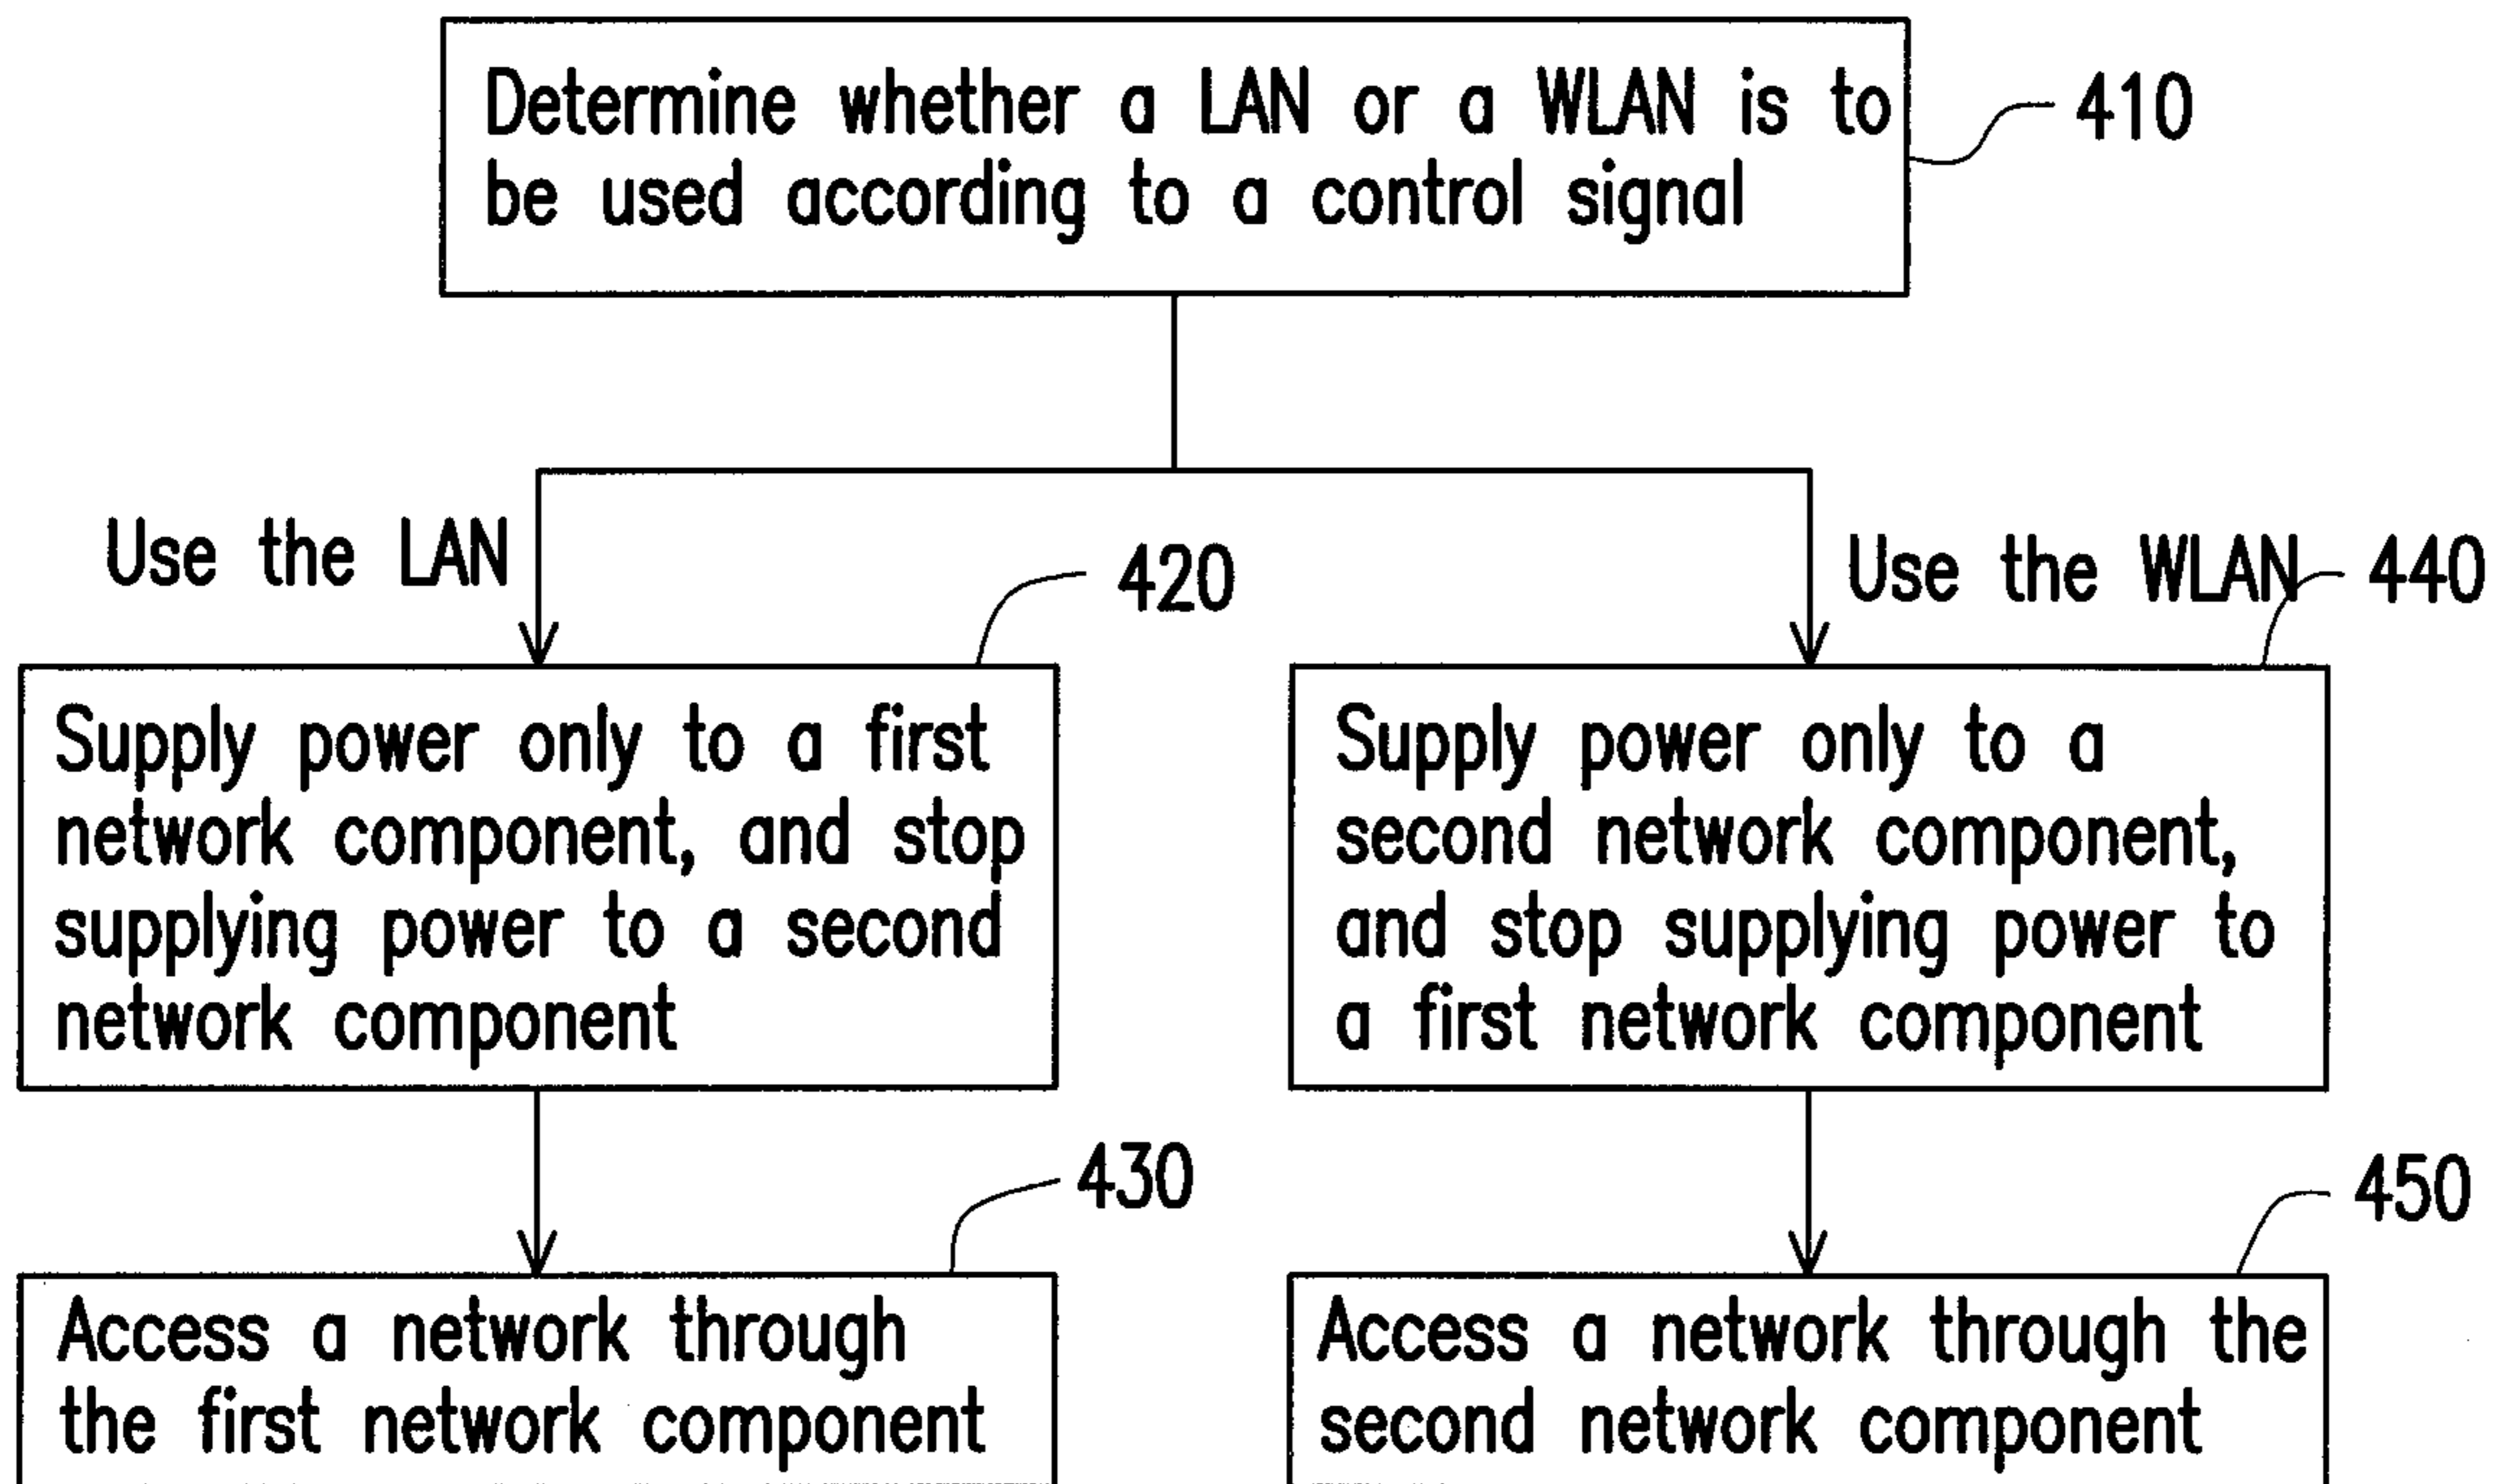 Determine whether a LAN or a WLAN is to
be used according to a control signal
410
Use the LAN
420
Use the WLAN
440
Supply power only to a first
network component, and stop
supplying power to a second
network component
Supply power only to a
second network component,
and stop supplying power to
a first network component
430
450
Access a network through
the first network component
Access a network through the
second network component